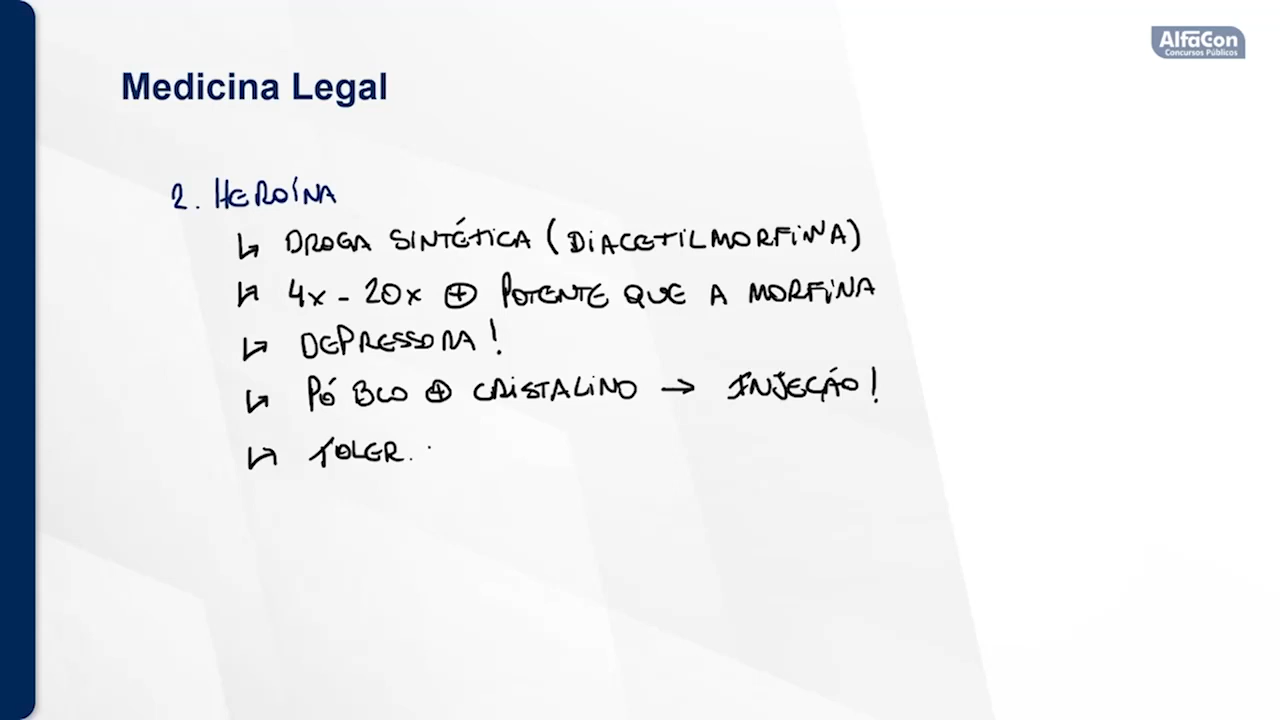 AlfaCon
Concursos Públicos
Medicina Legal
2. HEROÍNA
↳ DROGA SINTÉTICA (DIACETILMORFINA)
↳ 4x - 20x ⊕ POTENTE QUE A MORFINA
↳ DEPRESSORA!
↳ PÓ BCO ⊕ CRISTALINO → INJEÇÃO!
↳ TOLER.